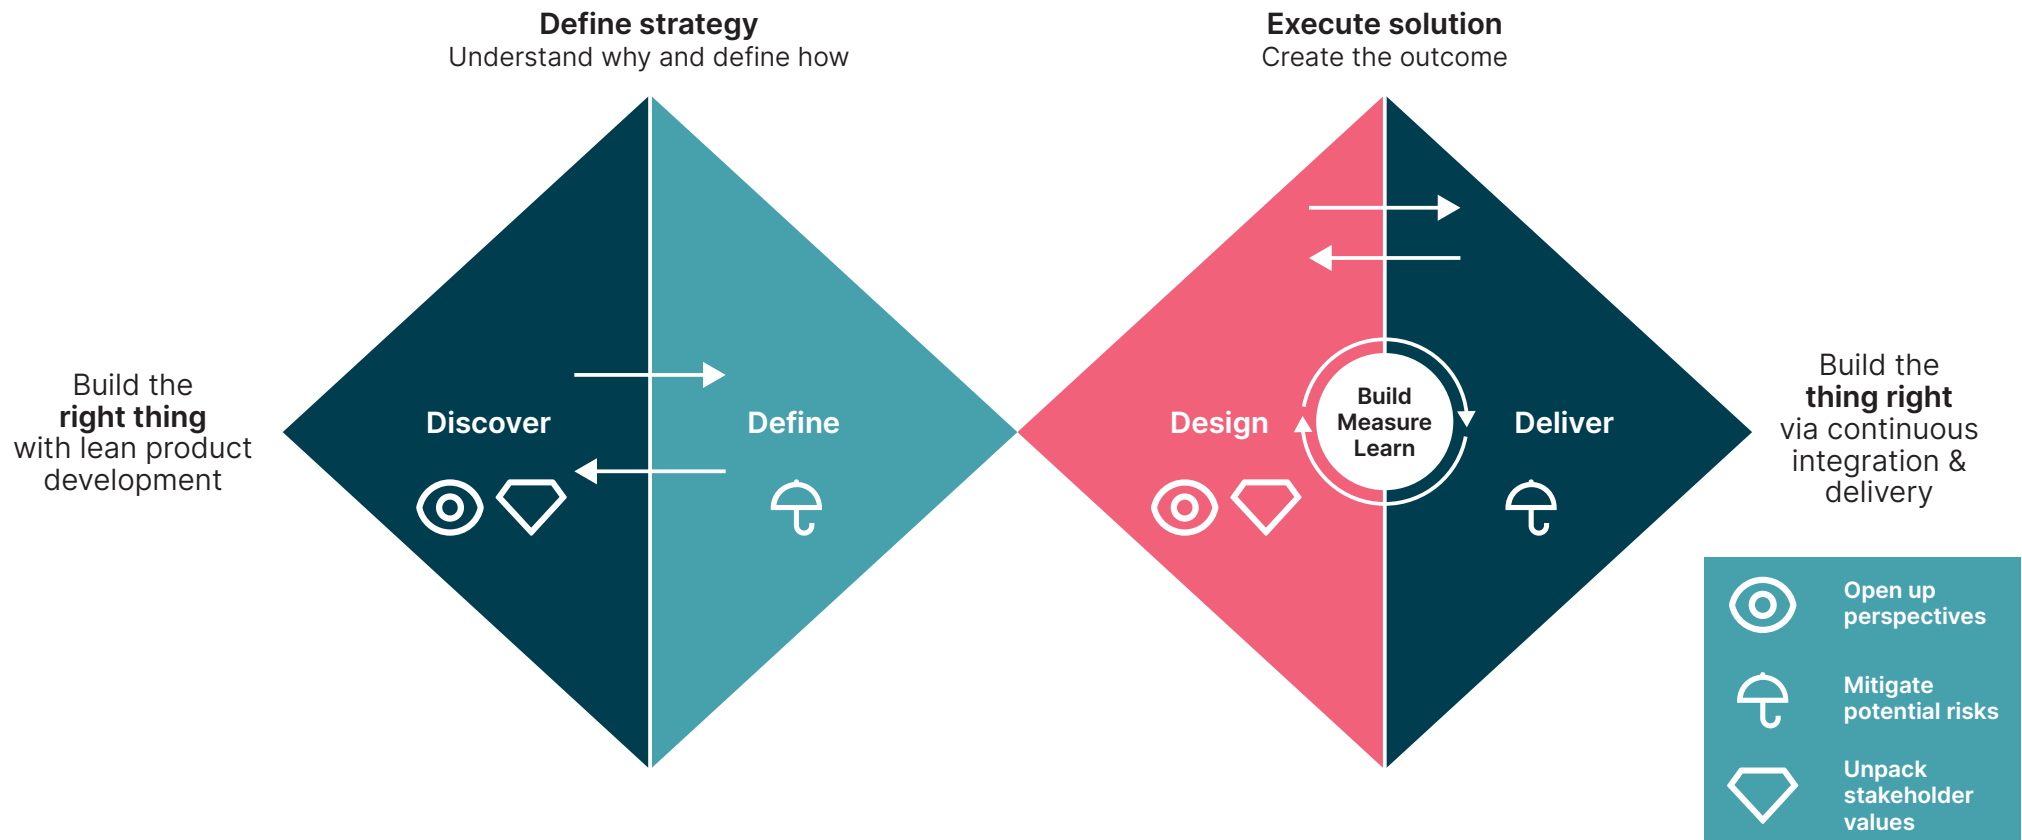 Define strategy
Understand why and define how
Execute solution
Create the outcome
Build the
right thing
with lean product
development
Discover
Define
Design
Build
Measure
Learn
Deliver
Build the
thing right
via continuous
integration &
delivery
Open up
perspectives
Mitigate
potential risks
Unpack
stakeholder
values